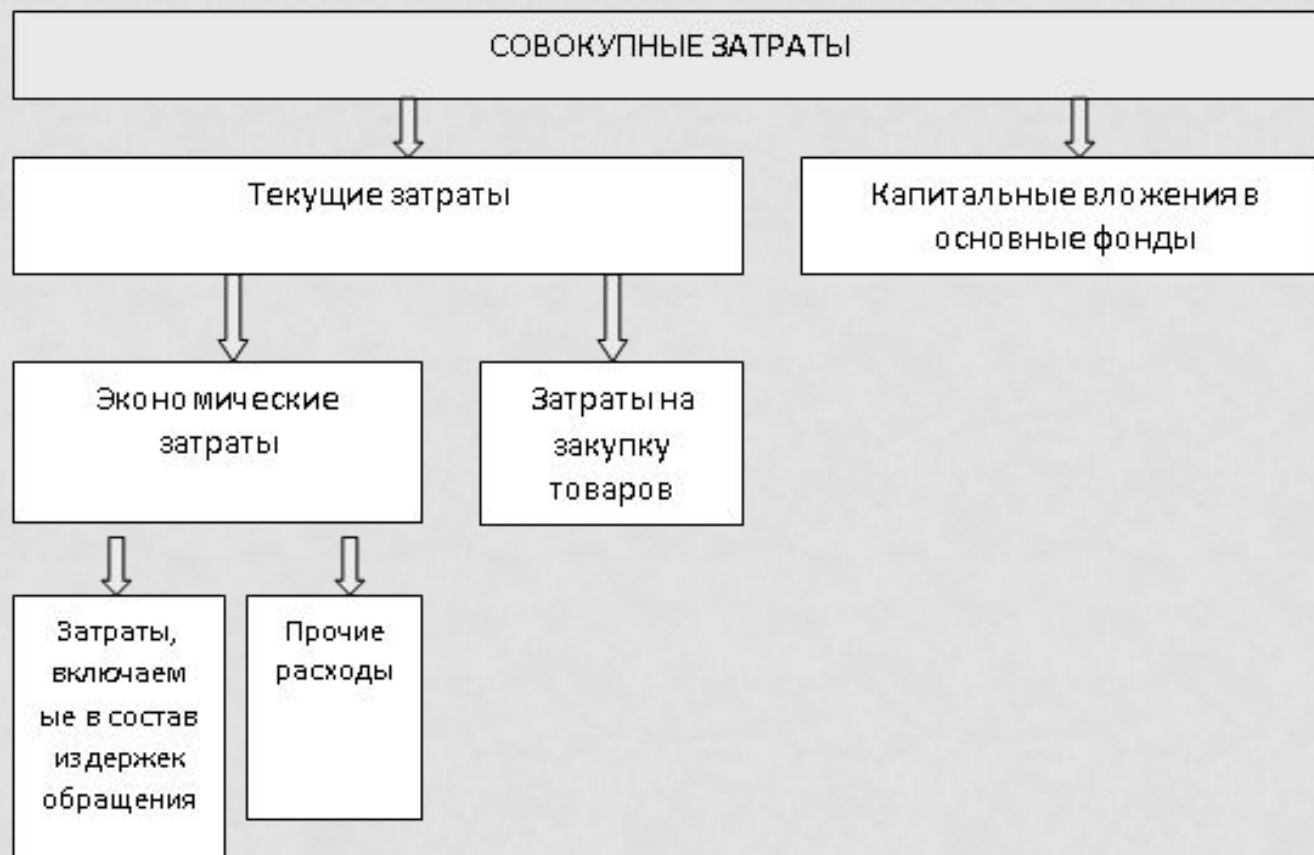 СОВОКУПНЫЕ ЗАТРАТЫ
Текущие затраты
Капитальные вложения в
основные фонды
Экономические
затраты
Затраты на
закупку
товаров
Затраты,
включаем
ые в состав
издержек
обращения
Прочие
расходы